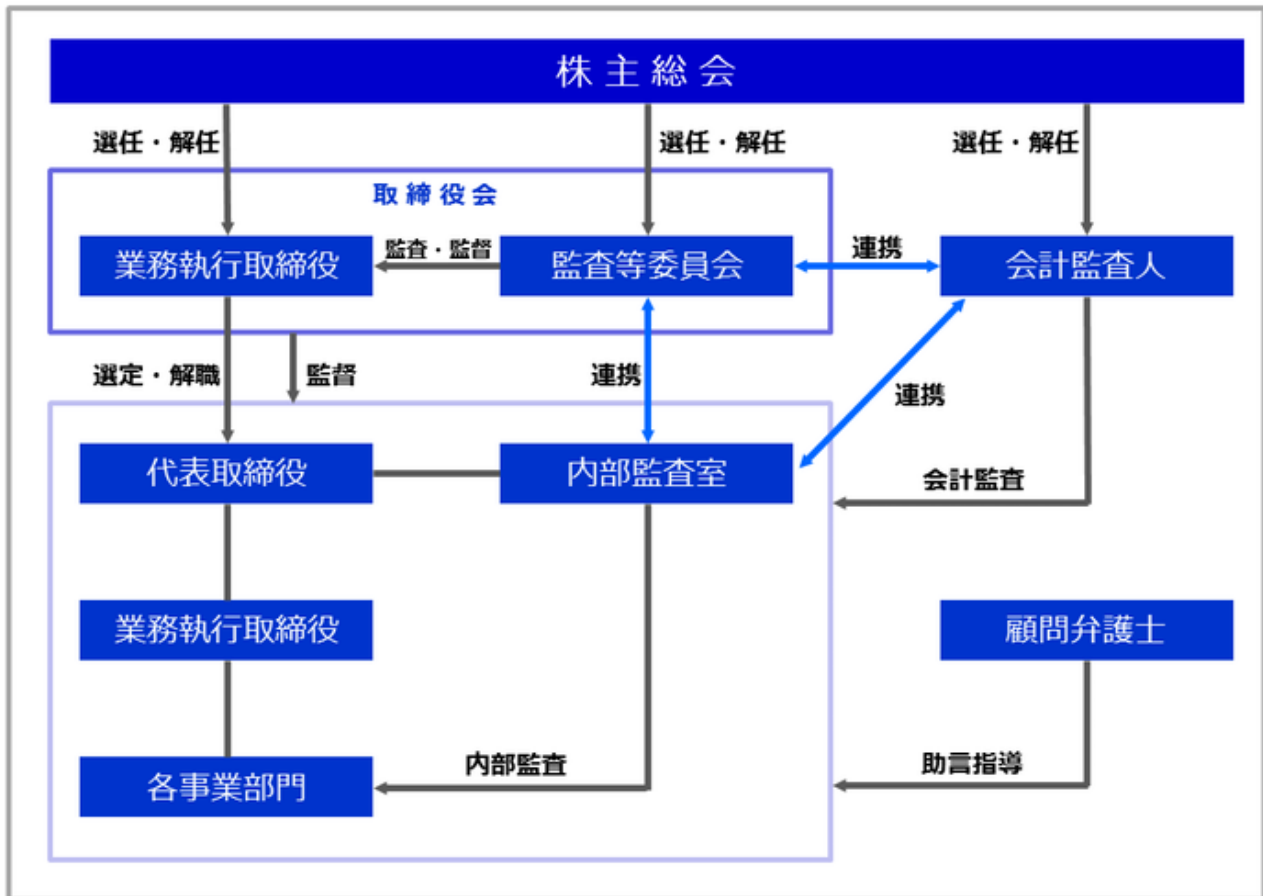 株主総会
選任・解任
選任・解任
選任・解任
取締役会
業務執行取締役
監査・監督
監査等委員会
連携
会計監査人
選定・解職
監督
連携
連携
代表取締役
内部監査室
会計監査
業務執行取締役
顧問弁護士
各事業部門
内部監査
助言指導